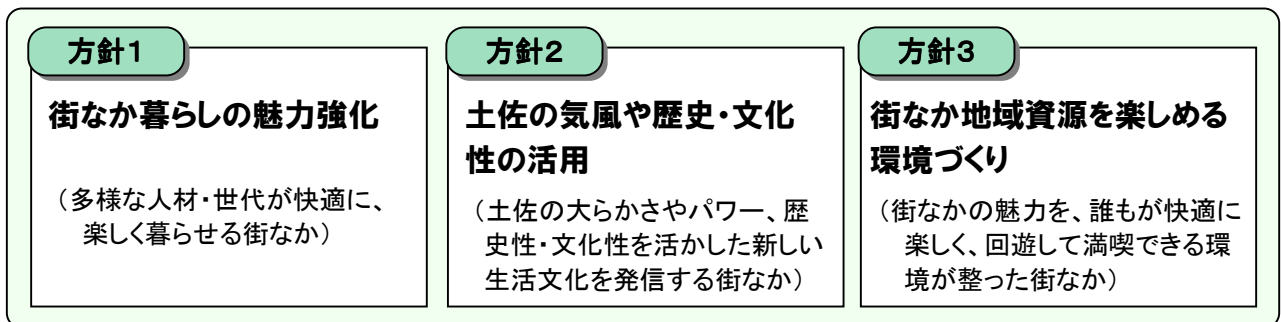 方針1
街なか暮らしの魅力強化
（多様な人材・世代が快適に、
楽しく暮らせる街なか）
方針2
土佐の気風や歴史・文化
性の活用
（土佐の大らかさやパワー、歴
史性・文化性を活かした新しい
生活文化を発信する街なか）
方針3
街なか地域資源を楽しめる
環境づくり
（街なかの魅力を、誰もが快適に
楽しく、回遊して満喫できる環
境が整った街なか）